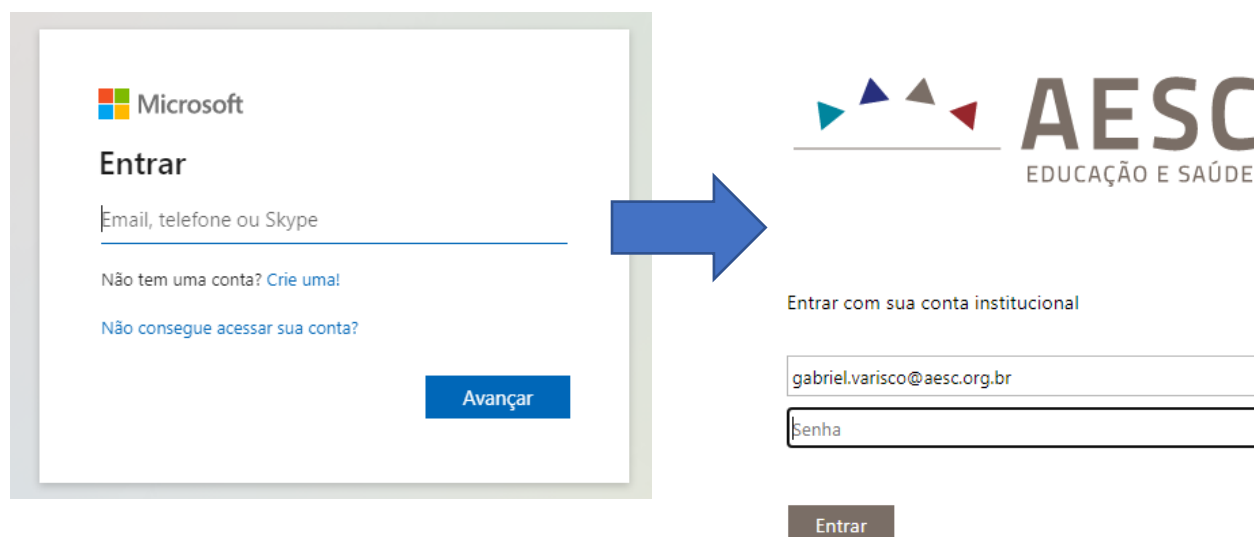 Microsoft
Entrar
Email, telefone ou Skype
Não tem uma conta? Crie uma!
Não consegue acessar sua conta?
Avançar
AESC
EDUCAÇÃO E SAÚDE
Entrar com sua conta institucional
gabriel.varisco@aesc.org.br
Senha
Entrar